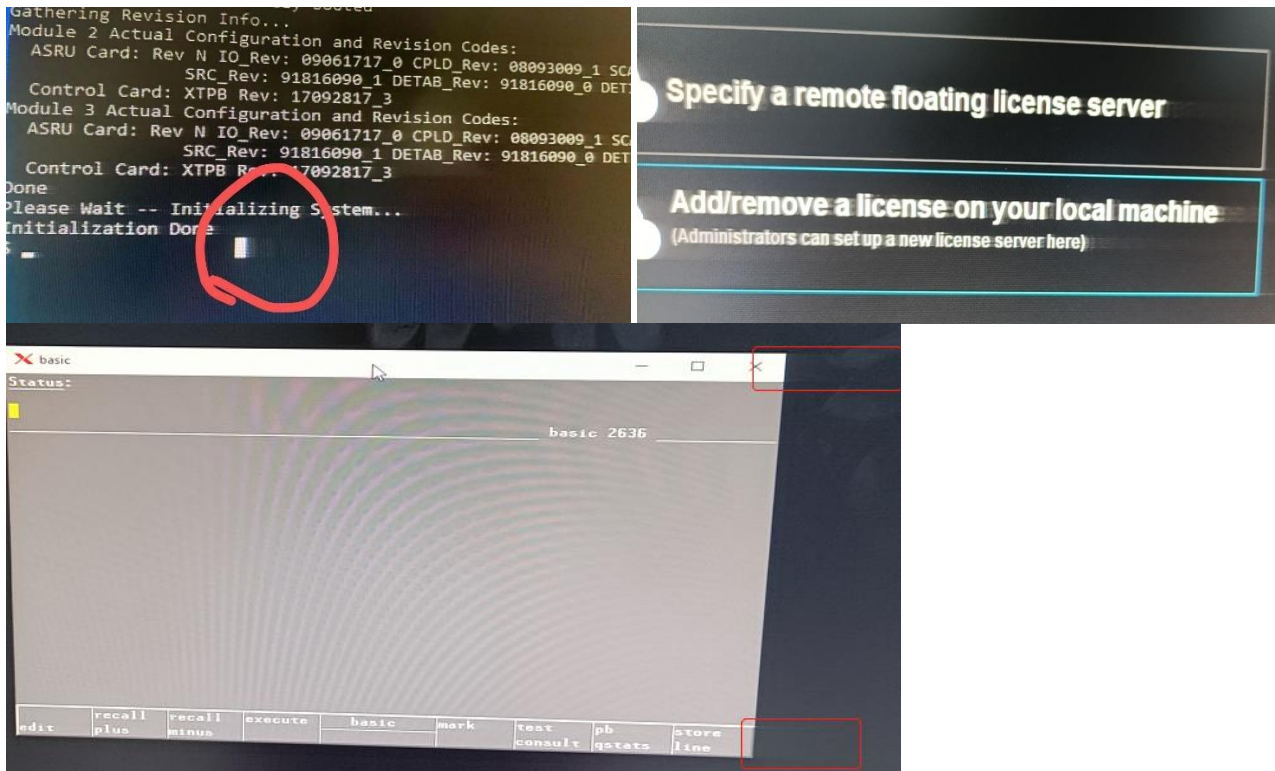 Gathering Revision Info...
Module 2 Actual Configuration and Revision Codes:
ASRU Card: Rev N IO_Rev: 09061717_0 CPLD_Rev: 08093009_1
SRC_Rev: 91816090_1 DETAB_Rev: 91816090_0
Control Card: XTPB Rev: 17092817_3
Module 3 Actual Configuration and Revision Codes:
ASRU Card: Rev N IO_Rev: 09061717_0 CPLD_Rev: 08093009_1
SRC_Rev: 91816090_1 DETAB_Rev: 91816090_0 DET
Control Card: XTPB 17092817_3
Done
Please Wait -- Initializing System...
Initialization Done
Specify a remote floating license server
Add/remove a license on your local machine
(Administrators can set up a new license server here)
basic
Status:
basic 2636
edit recall plus recall minus execute basic mark test consult pb qstats store line